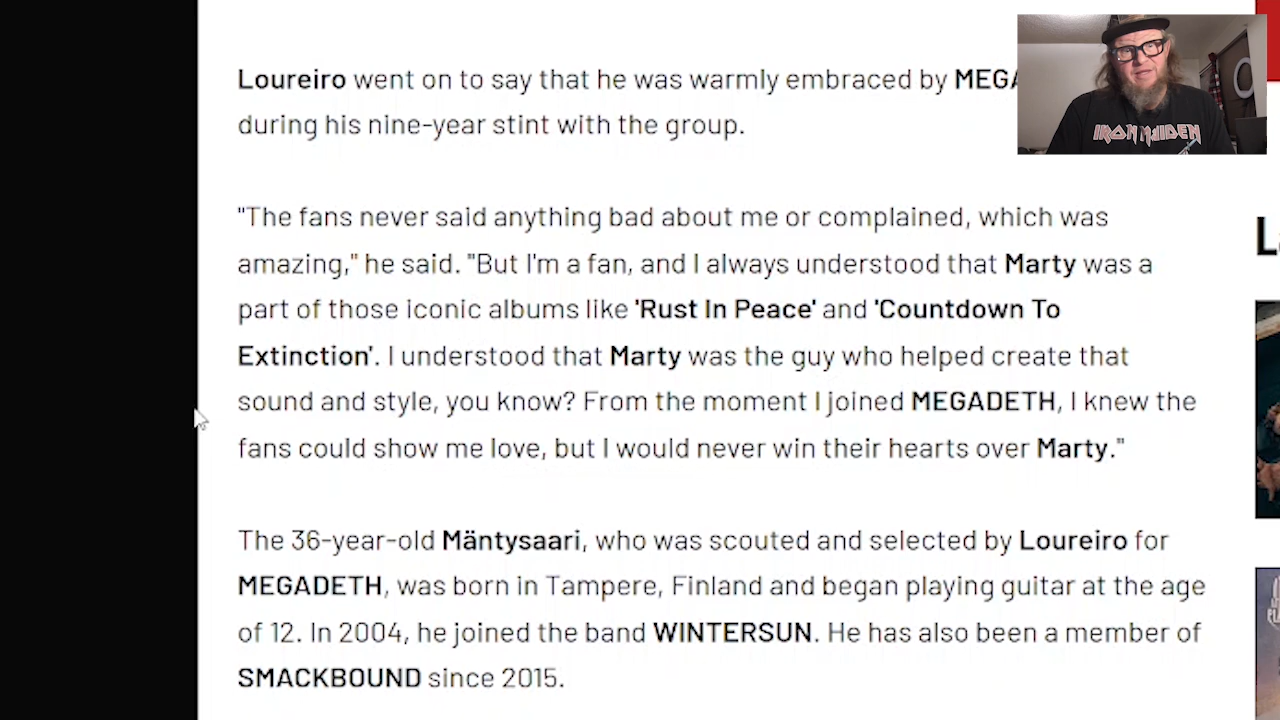 Loureiro went on to say that he was warmly embraced by
during his nine-year stint with the group.
"The fans never said anything bad about me or complained, which was
amazing," he said. "But I'm a fan, and I always understood that Marty was a
part of those iconic albums like 'Rust In Peace' and 'Countdown To
Extinction'. I understood that Marty was the guy who helped create that
sound and style, you know? From the moment I joined MEGADETH, I knew the
fans could show me love, but I would never win their hearts over Marty."
The 36-year-old Mäntysaari, who was scouted and selected by Loureiro for
MEGADETH, was born in Tampere, Finland and began playing guitar at the age
of 12. In 2004, he joined the band WINTERSUN. He has also been a member of
SMACKBOUND since 2015.
IRON MAIDEN